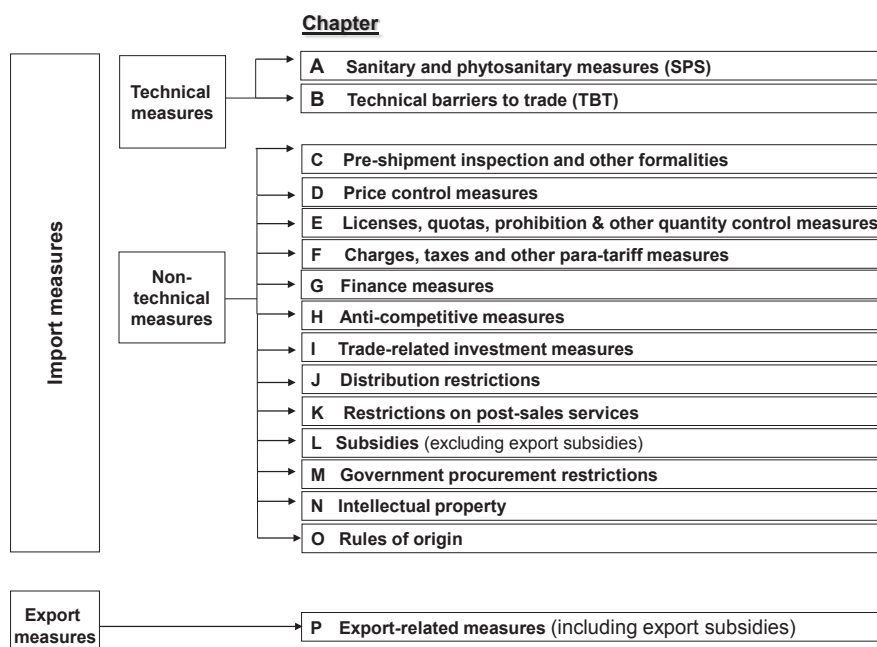 Chapter
Import measures
Technical
measures
A Sanitary and phytosanitary measures (SPS)
B Technical barriers to trade (TBT)
Non-
technical
measures
C Pre-shipment inspection and other formalities
D Price control measures
E Licenses, quotas, prohibition & other quantity control measures
F Charges, taxes and other para-tariff measures
G Finance measures
H Anti-competitive measures
I Trade-related investment measures
J Distribution restrictions
K Restrictions on post-sales services
L Subsidies (excluding export subsidies)
M Government procurement restrictions
N Intellectual property
O Rules of origin
Export
measures
P Export-related measures (including export subsidies)